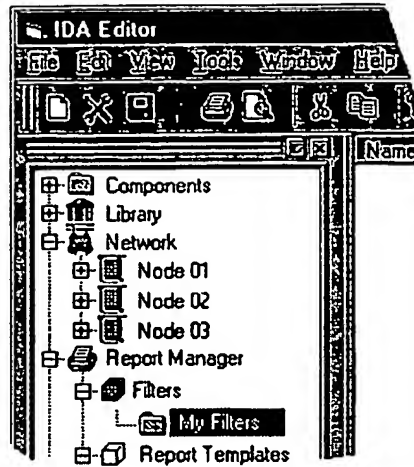 IDA Editor
File Edit View Tools Window Help
Name
Components
Library
Network
Node 01
Node 02
Node 03
Report Manager
Filters
My Filters
Report Templates